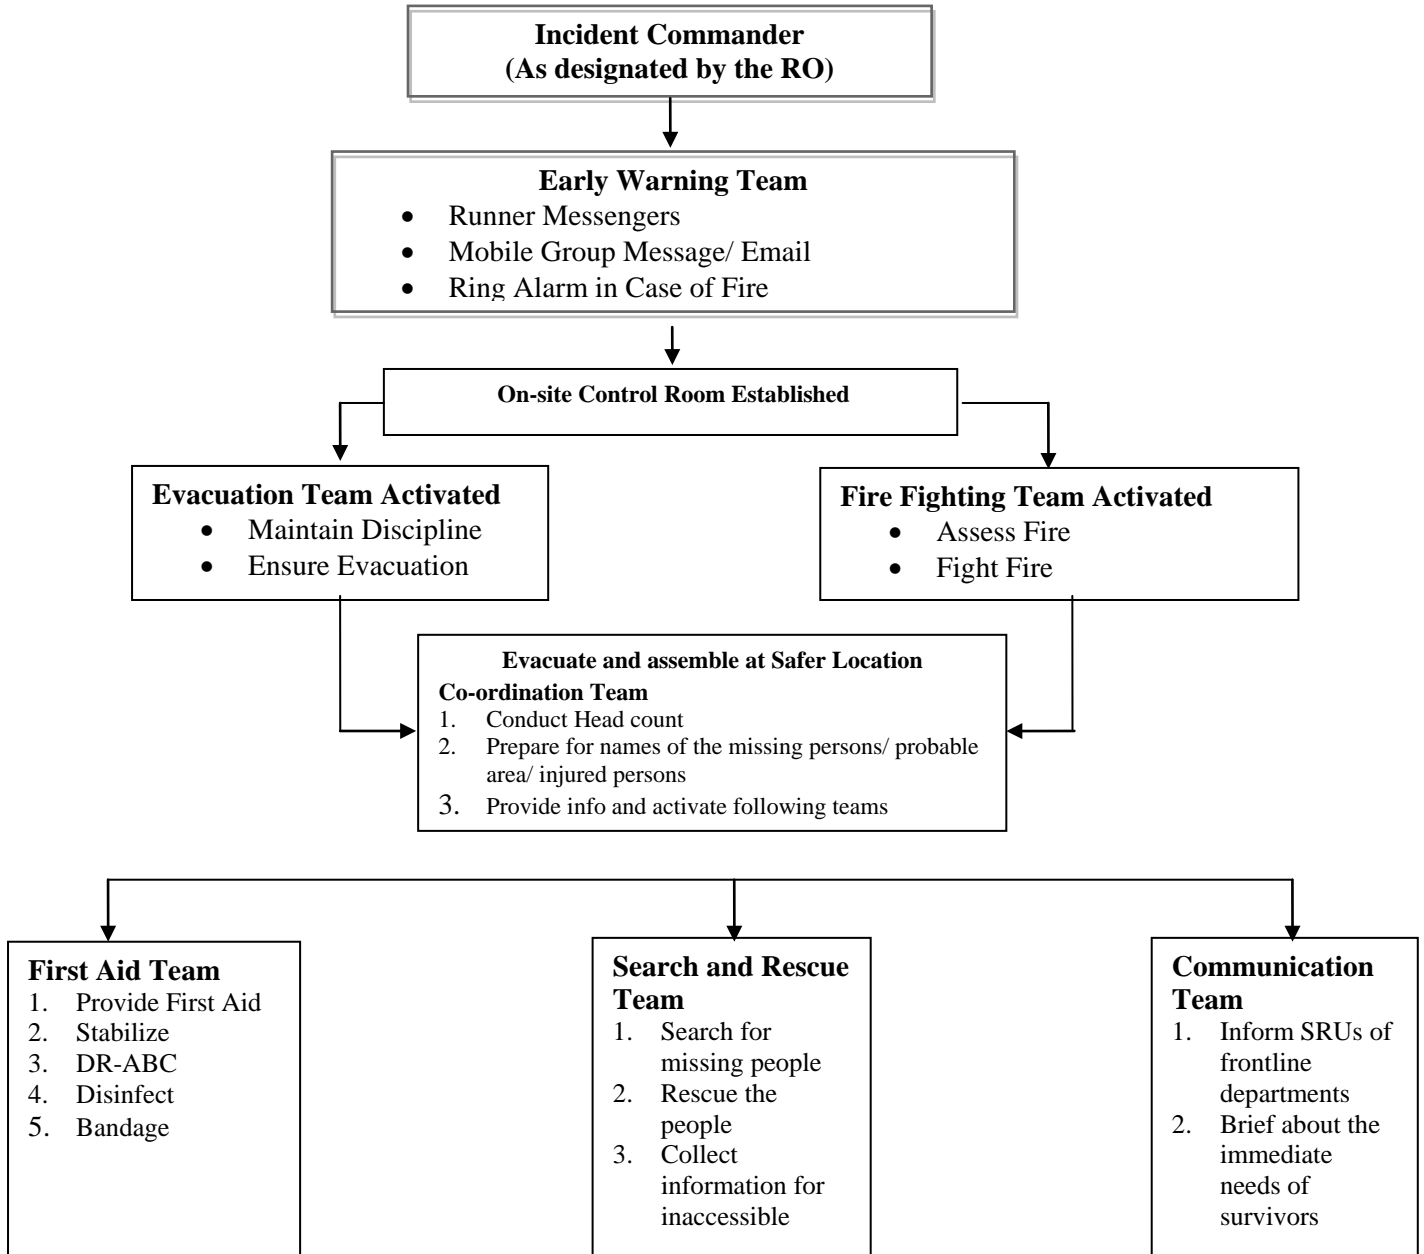 Incident Commander
(As designated by the RO)
Early Warning Team
• Runner Messengers
• Mobile Group Message/ Email
• Ring Alarm in Case of Fire
On-site Control Room Established
Evacuation Team Activated
• Maintain Discipline
• Ensure Evacuation
Fire Fighting Team Activated
• Assess Fire
• Fight Fire
Evacuate and assemble at Safer Location
Co-ordination Team
1. Conduct Head count
2. Prepare for names of the missing persons/ probable
area/ injured persons
3. Provide info and activate following teams
First Aid Team
1. Provide First Aid
2. Stabilize
3. DR-ABC
4. Disinfect
5. Bandage
Search and Rescue
Team
1. Search for
missing people
2. Rescue the
people
3. Collect
information for
inaccessible
Communication
Team
1. Inform SRUs of
frontline
departments
2. Brief about the
immediate
needs of
survivors